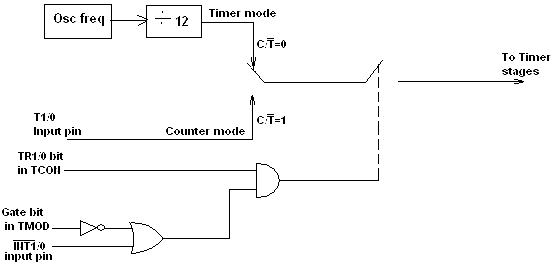 Osc freq
÷ 12
Timer mode
C/T̅=0
To Timer
stages
T1/0
Input pin
Counter mode
C/T̅=1
TR1/0 bit
in TCON
Gate bit
in TMOD
I̅N̅T̅1/0
input pin